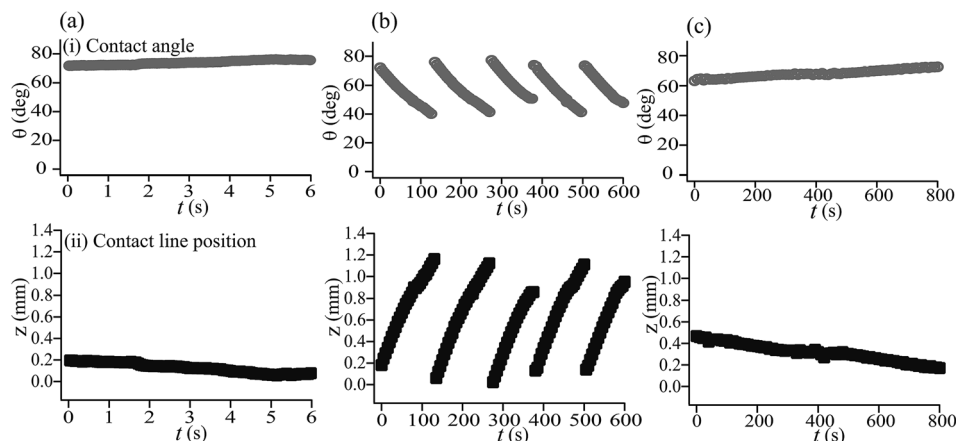 (a)
(i) Contact angle
80
60
40
20
0
θ (deg)
0 1 2 3 4 5 6
t (s)
(b)
80
60
40
20
0
θ (deg)
0 100 200 300 400 500 600
t (s)
(c)
80
60
40
20
0
θ (deg)
0 200 400 600 800
t (s)
(ii) Contact line position
1.4
1.2
1.0
0.8
0.6
0.4
0.2
0.0
z (mm)
0 1 2 3 4 5 6
t (s)
1.4
1.2
1.0
0.8
0.6
0.4
0.2
0.0
z (mm)
0 100 200 300 400 500 600
t (s)
1.4
1.2
1.0
0.8
0.6
0.4
0.2
0.0
z (mm)
0 200 400 600 800
t (s)